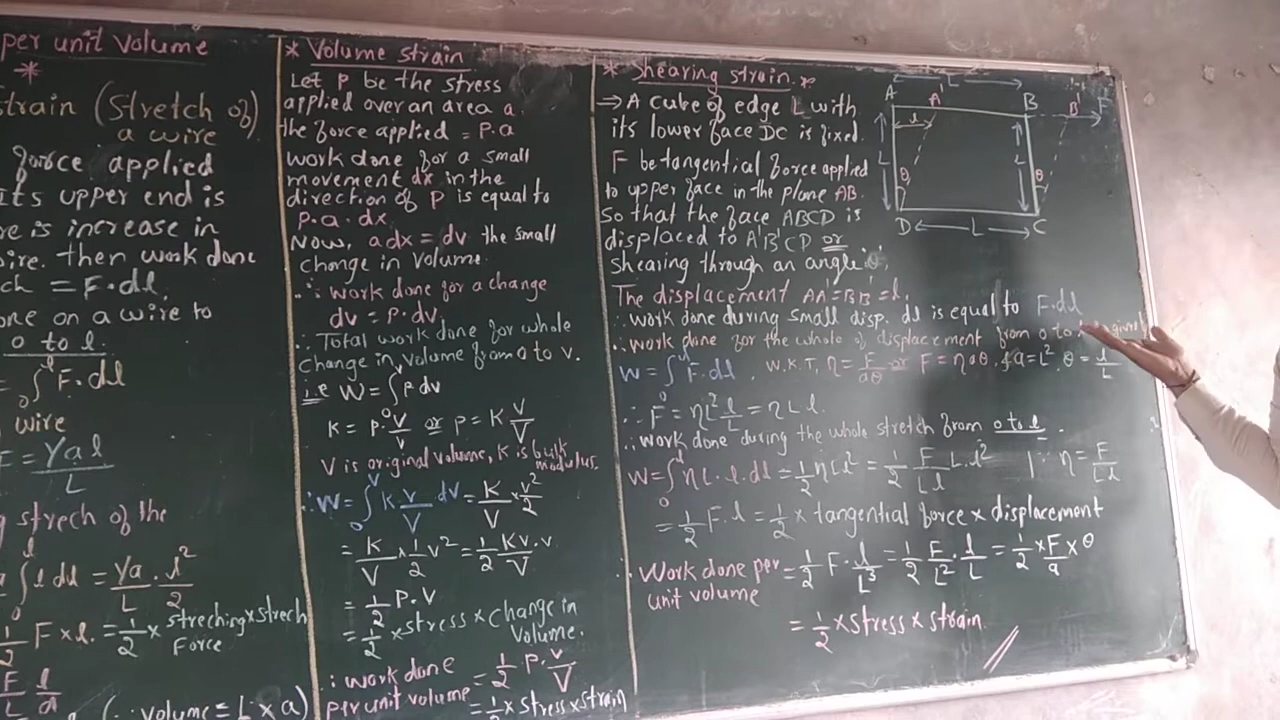 per unit volume
*
strain (Stretch of)
a wire
force applied
its upper end is
re is increase in
wire. then work done
ch = F.dl.
one on a wire to
0 to l.
= ₀∫ˡ F.dl
wire
F = Yal/L
strech of the
₀∫ˡ l dl = Ya/L . l²/2
1/2 F × l. = 1/2 × streching × strech
Force
F/L l/a
(∵ volume = L × a)
* Volume strain
Let P be the stress
applied over an area a.
the force applied = P.a
work done for a small
movement dx in the
direction of P is equal to
P.a.dx.
Now, adx = dv the small
change in volume.
∴ work done for a change
dv = P.dv.
∴ Total work done for whole
change in volume from 0 to v.
i.e W = ₀∫ᵛ P dv
K = P.V/v or p = K v/V
V is original volume, K is bulk
modulus.
∴ W = ₀∫ᵛ K v/V dv = K/V × v²/2
= K/V × 1/2 v² = 1/2 Kv/V . v
= 1/2 P.V
= 1/2 × stress × change in
volume.
∴ work done
per unit volume = 1/2 P. v/V
= 1/2 × stress × strain
* Shearing strain. *
⇒ A cube of edge L with
its lower face DC is fixed.
F be tangential force applied
to upper face in the plane AB.
So that the face ABCD is
displaced to A'B'CD or
shearing through an angle 'θ'.
The displacement AA' = BB' = l.
∴ work done during small disp. dl is equal to F.dl
∴ work done for the whole of displacement from 0 to
W = ₀∫ˡ F.dl, W.K.T, η = F/aθ or F = ηaθ, & a = L², θ = l/L
∴ F = ηL² l/L = ηLl.
∴ work done during the whole stretch from 0 to l.
W = ₀∫ˡ ηL.l.dl = 1/2 ηLl² = 1/2 F/Ll L.l² | ∵ η = F/Ll
= 1/2 F.l = 1/2 × tangential force × displacement
∴ Work done per
unit volume = 1/2 F. l/L³ = 1/2 F/L² . l/L = 1/2 × F/a × θ
= 1/2 × stress × strain
L
A A' B B' F
l
L L
θ θ
D L C